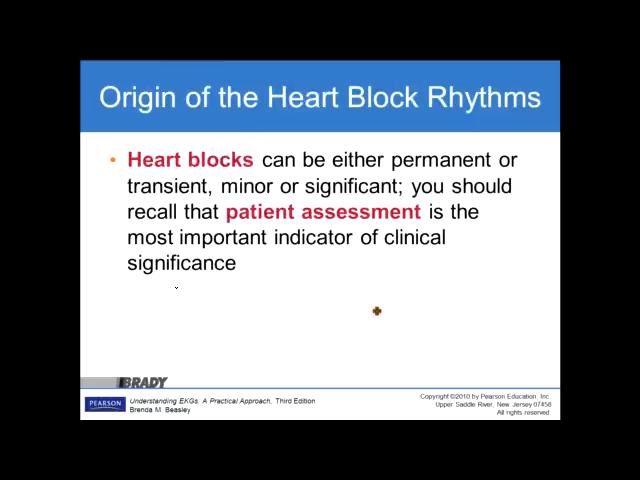 Origin of the Heart Block Rhythms
• Heart blocks can be either permanent or
transient, minor or significant; you should
recall that patient assessment is the
most important indicator of clinical
significance
BRADY
PEARSON
Understanding EKGs: A Practical Approach, Third Edition
Brenda M. Beasley
Copyright ©2010 by Pearson Education, Inc.
Upper Saddle River, New Jersey 07458
All rights reserved.